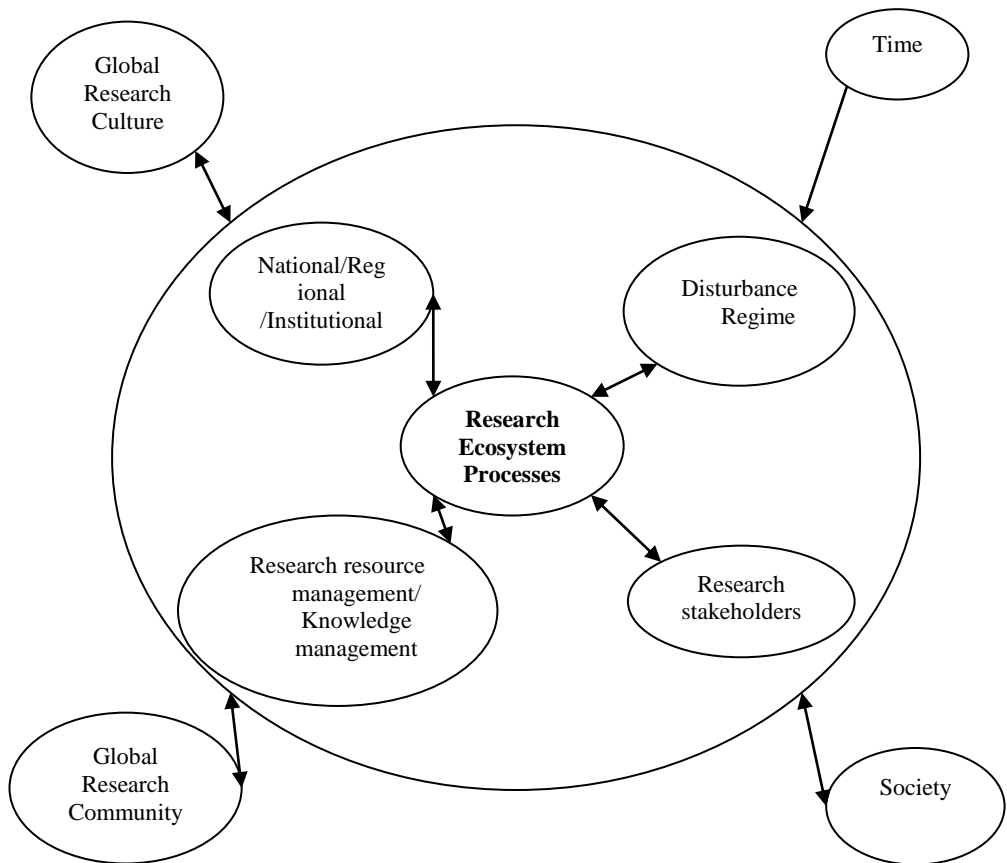 Global
Research
Culture
Time
National/Reg
ional
/Institutional
Disturbance
Regime
Research
Ecosystem
Processes
Research resource
management/
Knowledge
management
Research
stakeholders
Global
Research
Community
Society